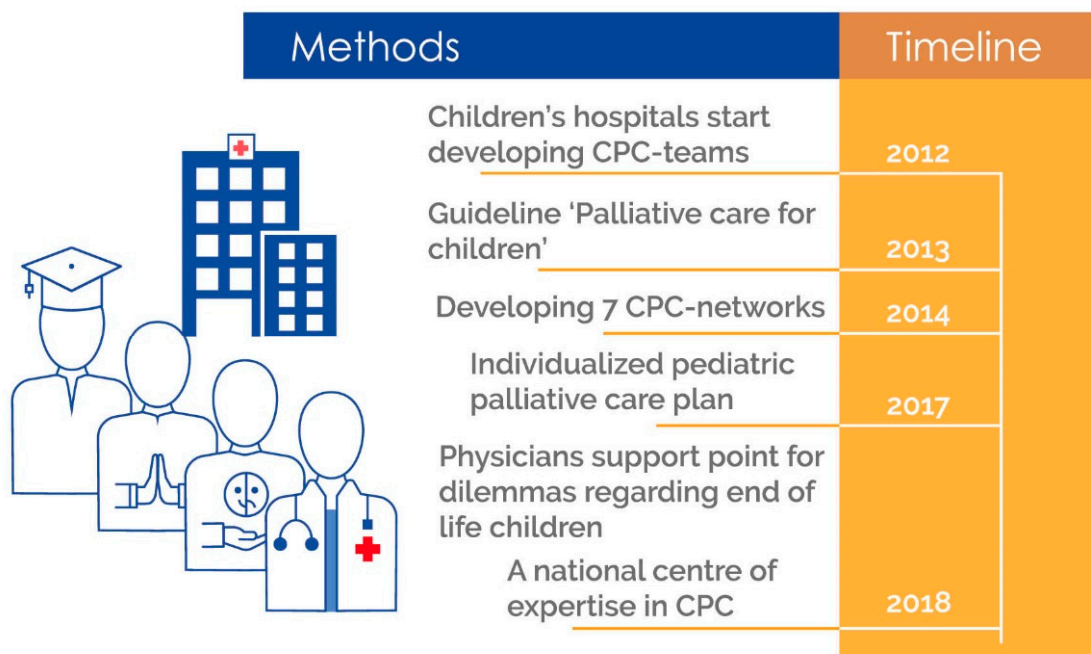 Methods Timeline
Children’s hospitals start
developing CPC-teams 2012
Guideline ‘Palliative care for
children’ 2013
Developing 7 CPC-networks 2014
Individualized pediatric
palliative care plan 2017
Physicians support point for
dilemmas regarding end of
life children
A national centre of
expertise in CPC 2018